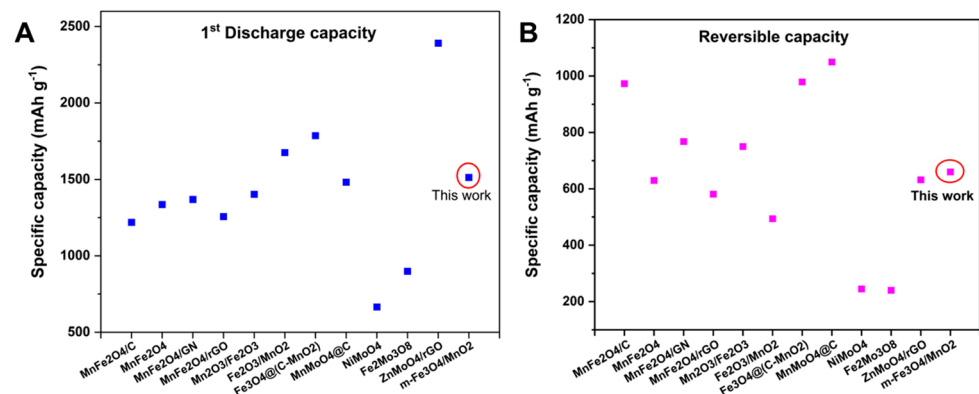 A
1st Discharge capacity
Specific capacity (mAh g-1)
2500
2000
1500
1000
500
This work
MnFe2O4/C
MnFe2O4
MnFe2O4/GN
MnFe2O4/rGO
Mn2O3/Fe2O3
Fe2O3/MnO2
Fe3O4@(C-MnO2)
MnMoO4@C
NiMoO4
Fe2Mo3O8
ZnMoO4/rGO
m-Fe3O4/MnO2
B
Reversible capacity
Specific capacity (mAh g-1)
1200
1000
800
600
400
200
This work
MnFe2O4/C
MnFe2O4
MnFe2O4/GN
MnFe2O4/rGO
Mn2O3/Fe2O3
Fe2O3/MnO2
Fe3O4@(C-MnO2)
MnMoO4@C
NiMoO4
Fe2Mo3O8
ZnMoO4/rGO
m-Fe3O4/MnO2